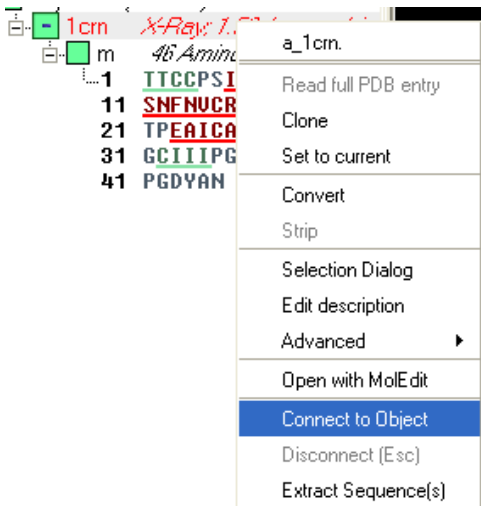 1crn X-Ray: 1.
m 46 Amino
1 TTCCPSI
11 SNFNVCR
21 TPEAICA
31 GCIIIPG
41 PGDYAN
a_1crn.
Read full PDB entry
Clone
Set to current
Convert
Strip
Selection Dialog
Edit description
Advanced
Open with MolEdit
Connect to Object
Disconnect (Esc)
Extract Sequence(s)